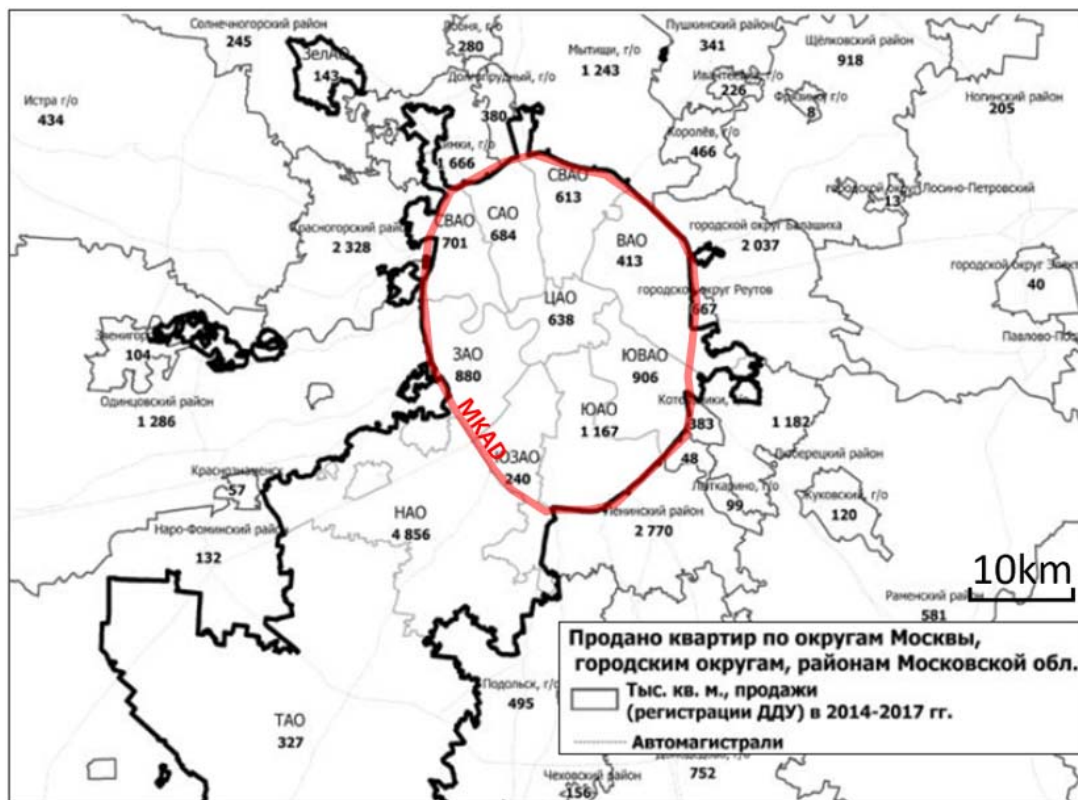 Солнечногорский район
245
ЗелАО
143
Лобня, г/о
280
Мытищи, г/о
1 243
Пушкинский район
341
Щёлковский район
918
Истра г/о
434
Долгопрудный, г/о
380
Ивантеевка, г/о
226
Фрязино, г/о
8
Ногинский район
205
Химки, г/о
1 666
Королёв, г/о
466
СВАО
613
городской округ Лосино-Петровский
13
Красногорский район
2 328
СВАО
701
САО
684
ВАО
413
городской округ Балашиха
2 037
городской округ
40
ЦАО
638
городской округ Реутов
667
Звенигород
104
ЗАО
880
ЮВАО
906
Одинцовский район
1 286
MKAD
ЮАО
1 167
Котельники, г/о
383
1 182
Люберецкий район
48
ЮЗАО
240
Краснознаменск
57
Лыткарино, г/о
99
Жуковский, г/о
120
НАО
4 856
Ленинский район
2 770
Наро-Фоминский район
132
10km
Раменский район
581
Продано квартир по округам Москвы,
городским округам, районам Московской обл.
Тыс. кв. м., продажи
(регистрации ДДУ) в 2014-2017 гг.
Автомагистрали
Подольск, г/о
495
ТАО
327
752
Чеховский район
156